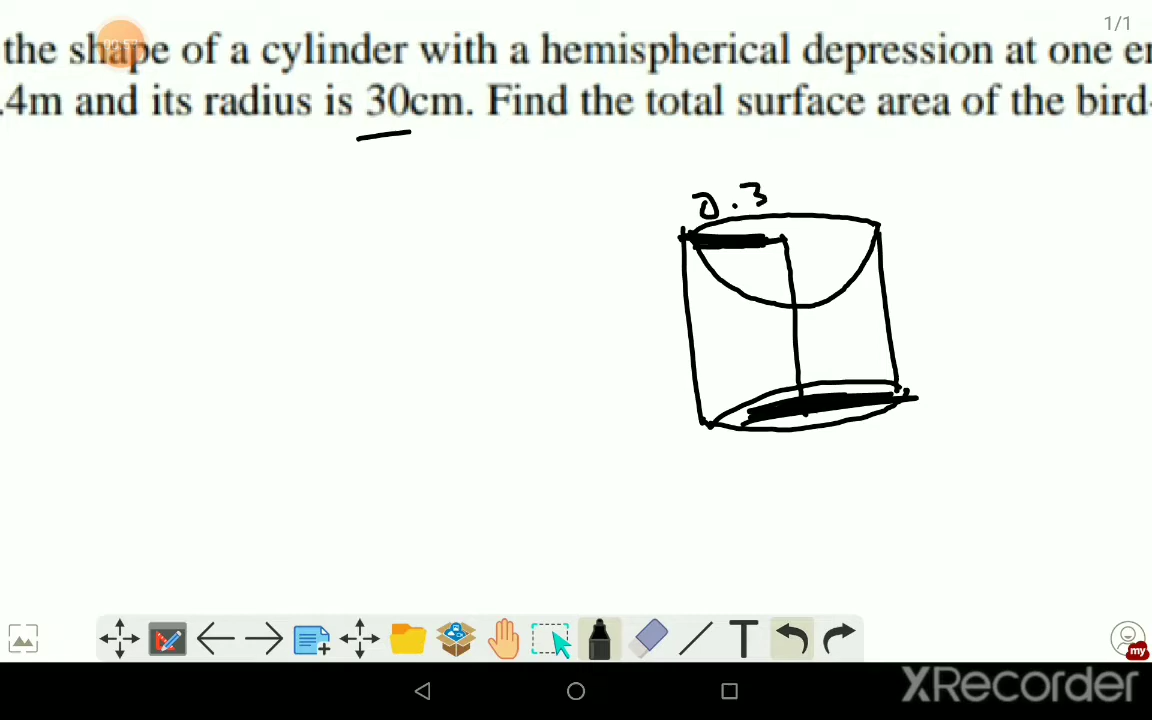 1/1
the shape of a cylinder with a hemispherical depression at one
.4m and its radius is 30cm. Find the total surface area of the bird-
0.3
T
my
XRecorder